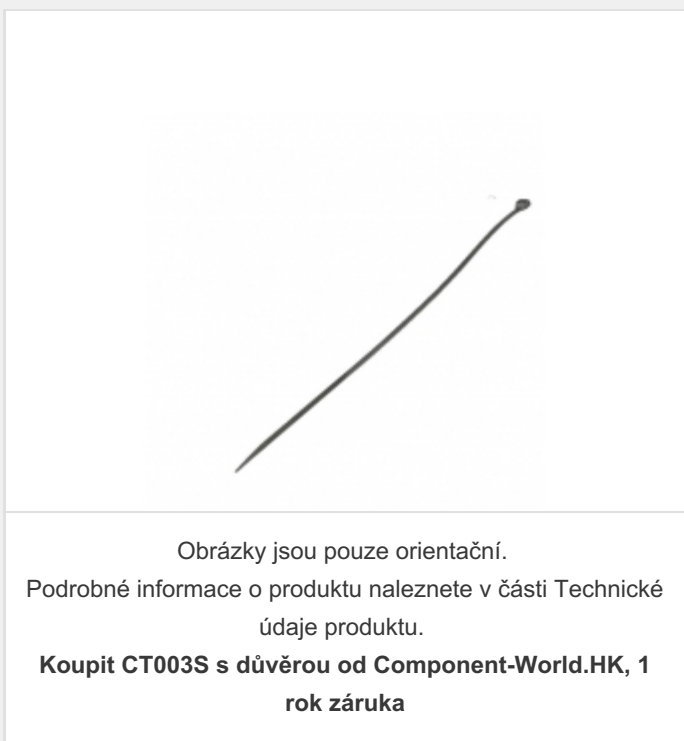 Obrázky jsou pouze orientační.
Podrobné informace o produktu naleznete v části Technické
údaje produktu.
Koupit CT003S s důvěrou od Component-World.HK, 1
rok záruka